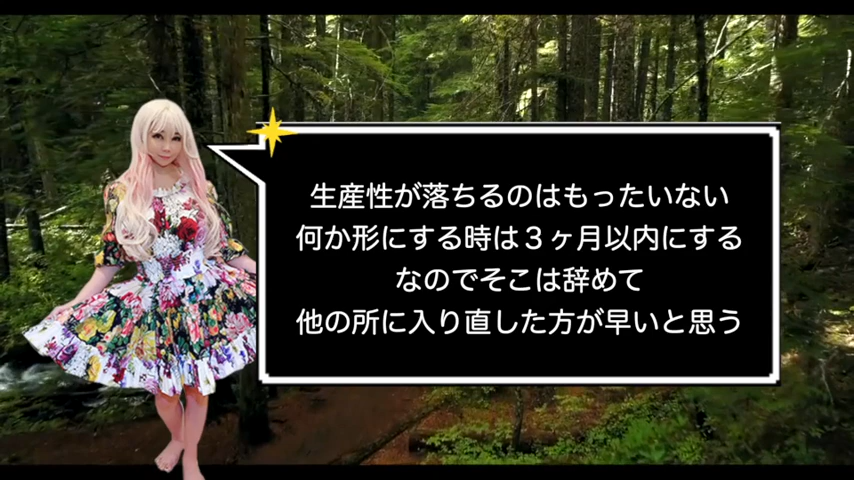 生産性が落ちるのはもったいない
何か形にする時は３ヶ月以内にする
なのでそこは辞めて
他の所に入り直した方が早いと思う